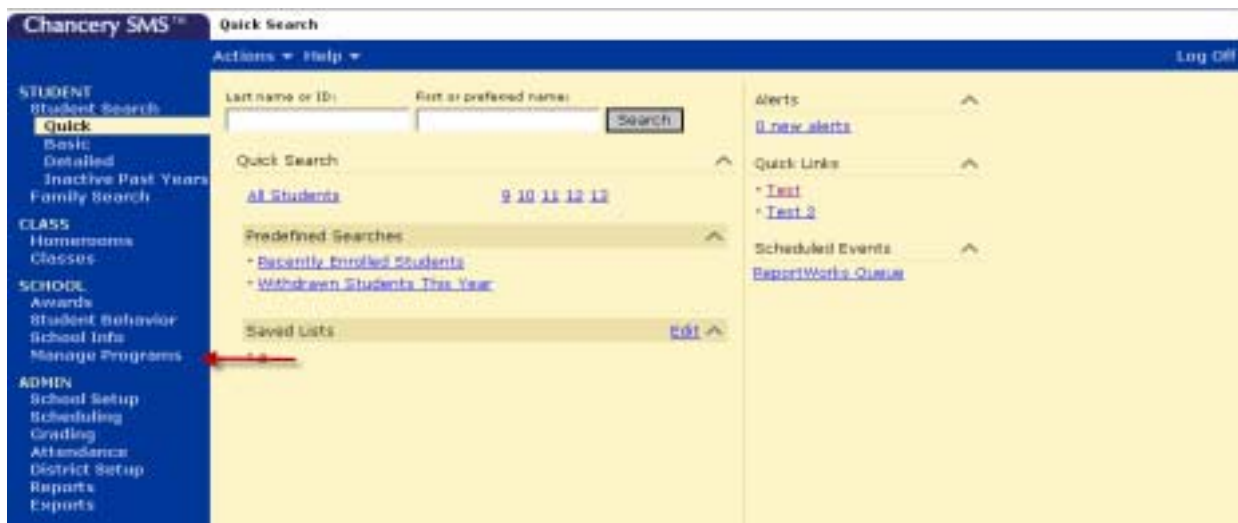 Chancery SMS™
Quick Search
Actions Help
Log Off
STUDENT
Student Search
Quick
Basic
Detailed
Inactive Past Years
Family Search
CLASS
Homerooms
Classes
SCHOOL
Awards
Student Behavior
School Info
Manage Programs
ADMIN
School Setup
Scheduling
Grading
Attendance
District Setup
Reports
Exports
Last name or ID:
First or preferred name:
Search
Quick Search
All Students
9 10 11 12 13
Predefined Searches
Recently Enrolled Students
Withdrawn Students This Year
Saved Lists
Edit
Alerts
0 new alerts
Quick Links
Test
Test 2
Scheduled Events
ReportWorks Queue